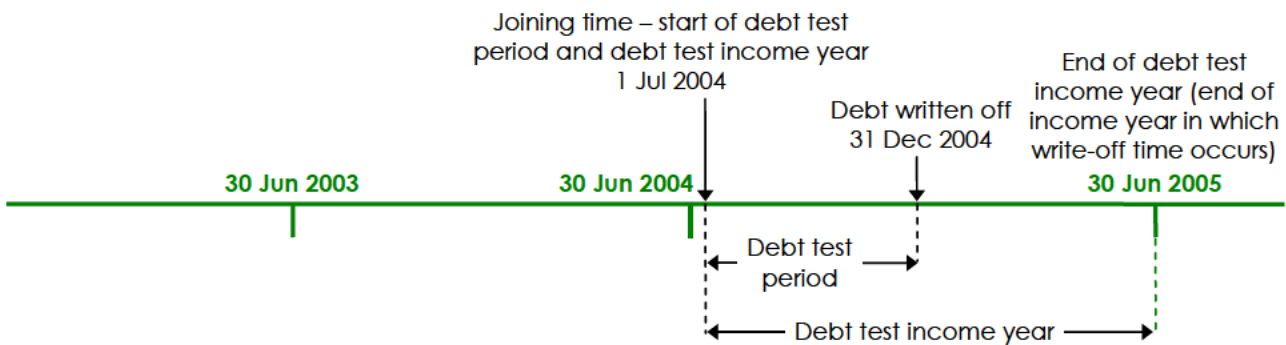 Joining time – start of debt test
period and debt test income year
1 Jul 2004
End of debt test
income year (end of
income year in which
write-off time occurs)
Debt written off
31 Dec 2004
30 Jun 2003
30 Jun 2004
30 Jun 2005
Debt test
period
Debt test income year